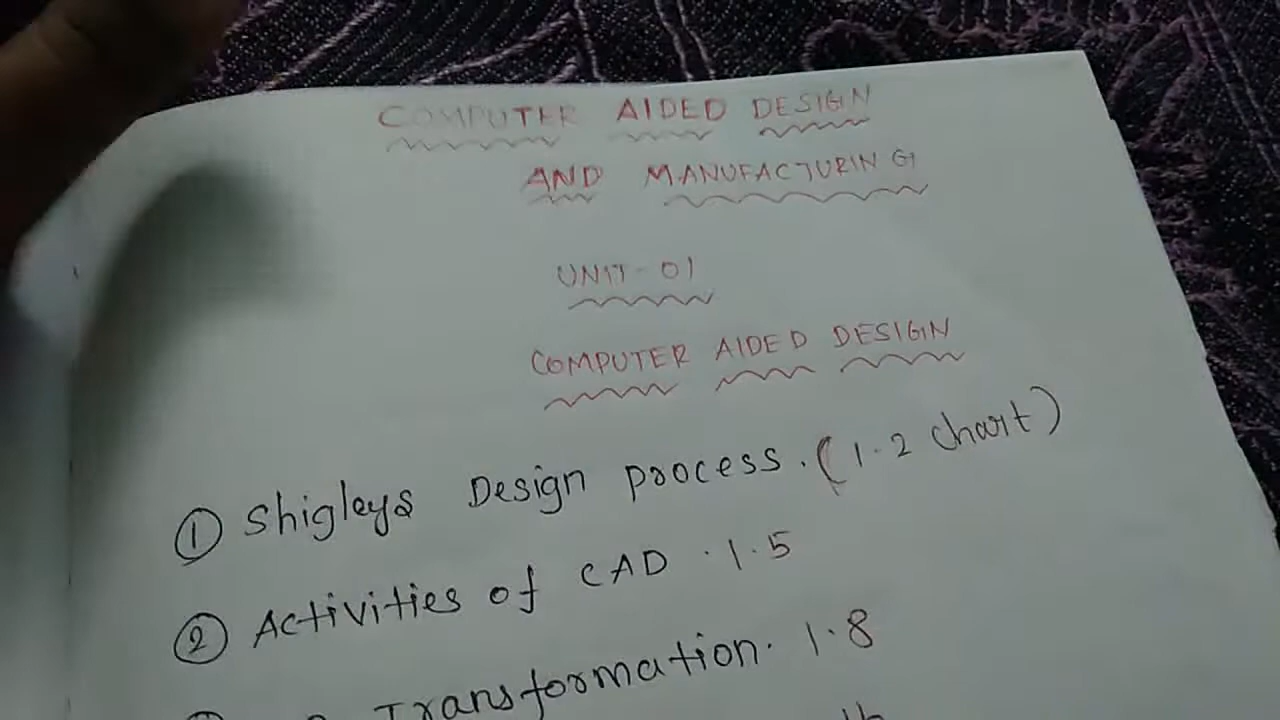 COMPUTER AIDED DESIGN
AND MANUFACTURING
UNIT-01
COMPUTER AIDED DESIGN
① Shigleys Design process. (1.2 chart)
② Activities of CAD . 1.5
Transformation. 1.8